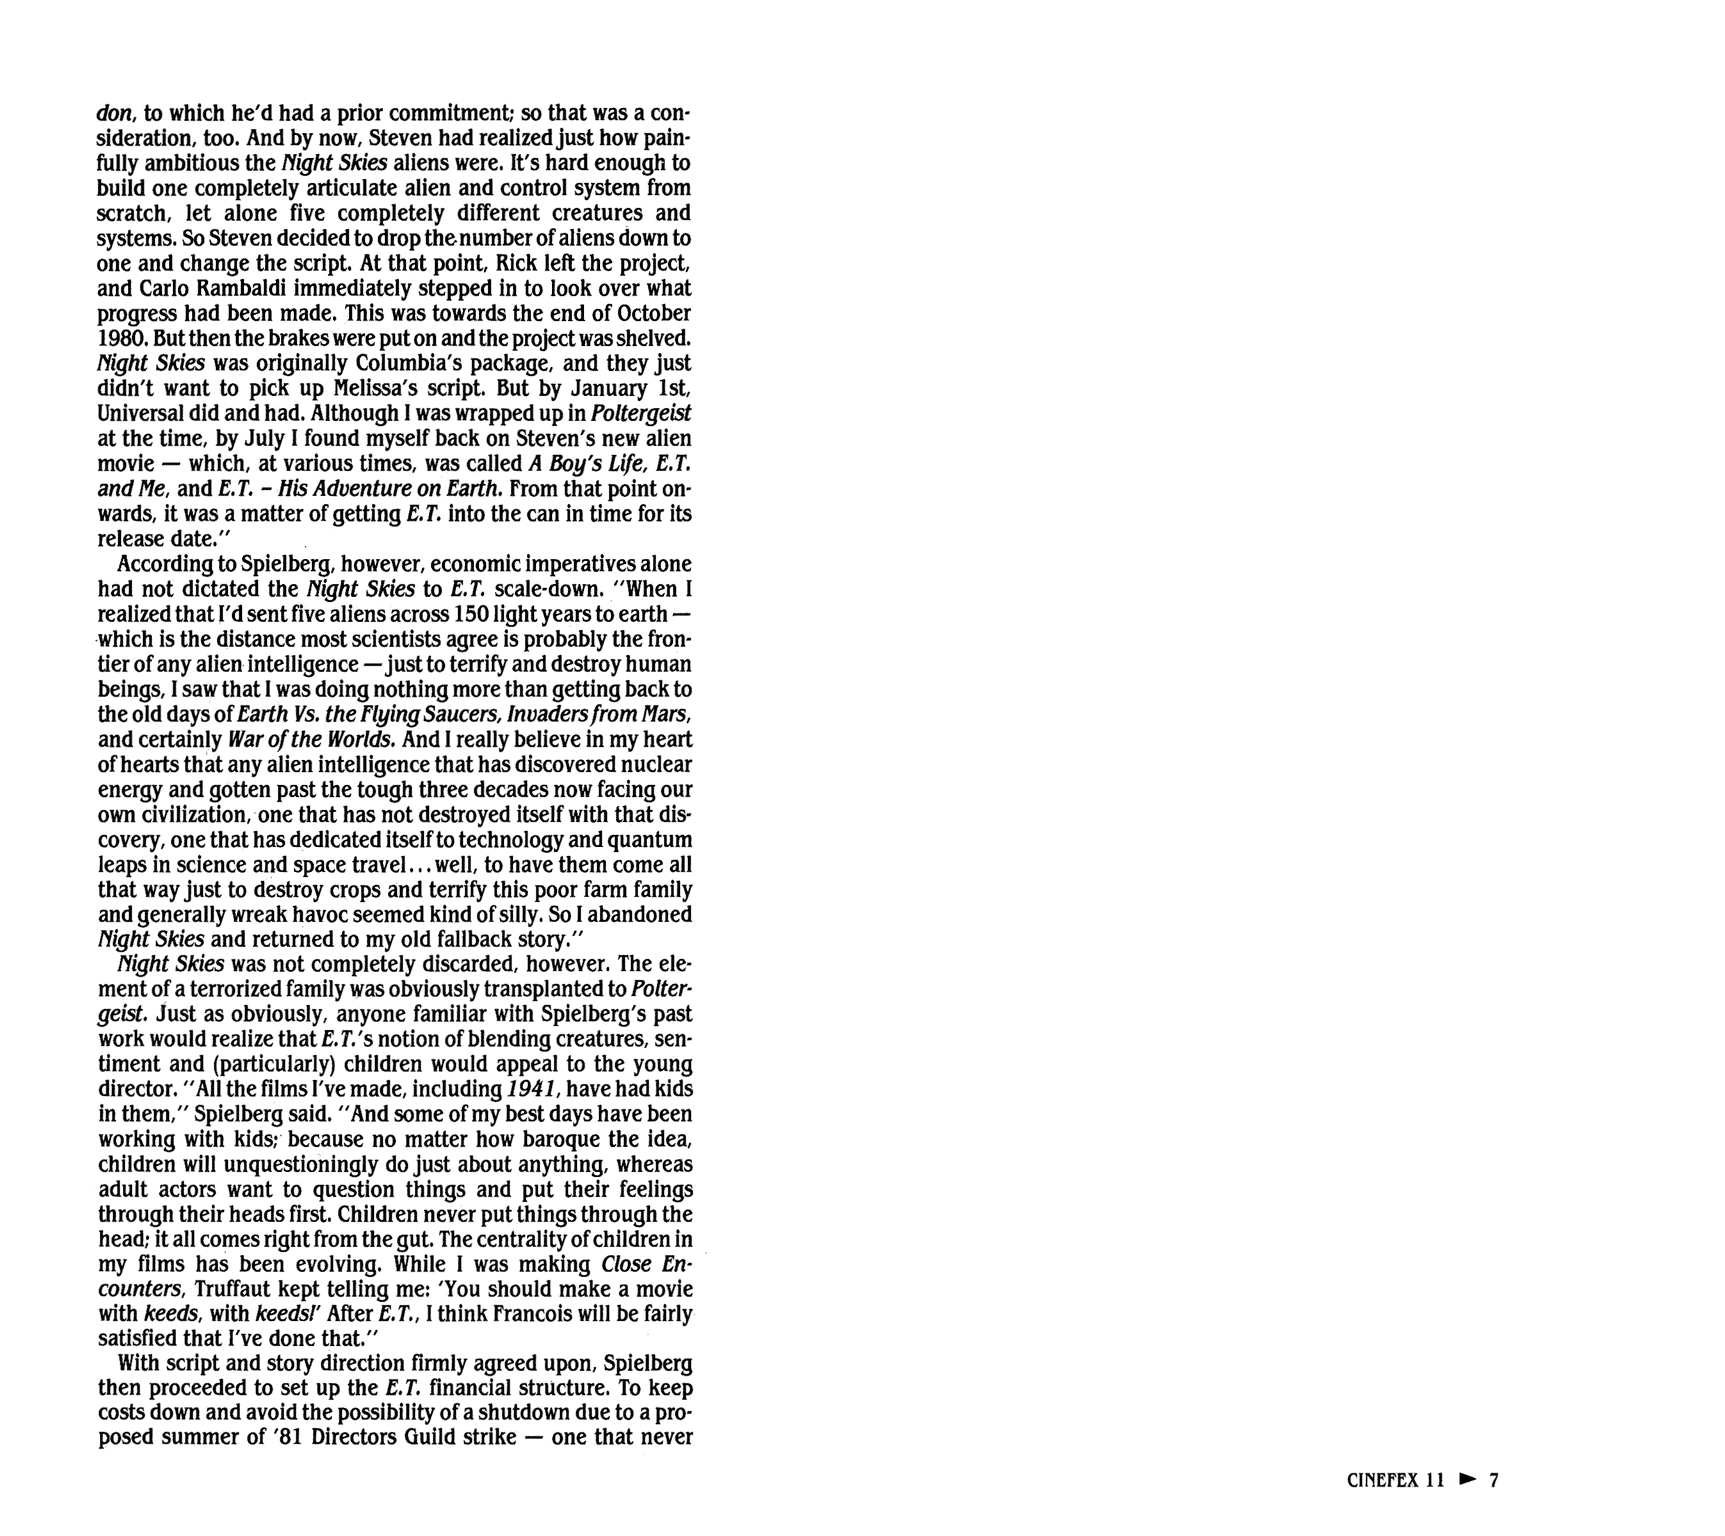 don, to which he'd had a prior commitment; so that was a con-
sideration, too. And by now, Steven had realized just how pain-
fully ambitious the Night Skies aliens were. It's hard enough to
build one completely articulate alien and control system from
scratch, let alone five completely different creatures and
systems. So Steven decided to drop the number of aliens down to
one and change the script. At that point, Rick left the project,
and Carlo Rambaldi immediately stepped in to look over what
progress had been made. This was towards the end of October
1980. But then the brakes were put on and the project was shelved.
Night Skies was originally Columbia's package, and they just
didn't want to pick up Melissa's script. But by January 1st,
Universal did and had. Although I was wrapped up in Poltergeist
at the time, by July I found myself back on Steven's new alien
movie — which, at various times, was called A Boy's Life, E.T.
and Me, and E.T. – His Adventure on Earth. From that point on-
wards, it was a matter of getting E.T. into the can in time for its
release date."
According to Spielberg, however, economic imperatives alone
had not dictated the Night Skies to E.T. scale-down. "When I
realized that I'd sent five aliens across 150 light years to earth —
which is the distance most scientists agree is probably the fron-
tier of any alien intelligence — just to terrify and destroy human
beings, I saw that I was doing nothing more than getting back to
the old days of Earth Vs. the Flying Saucers, Invaders from Mars,
and certainly War of the Worlds. And I really believe in my heart
of hearts that any alien intelligence that has discovered nuclear
energy and gotten past the tough three decades now facing our
own civilization, one that has not destroyed itself with that dis-
covery, one that has dedicated itself to technology and quantum
leaps in science and space travel...well, to have them come all
that way just to destroy crops and terrify this poor farm family
and generally wreak havoc seemed kind of silly. So I abandoned
Night Skies and returned to my old fallback story."
Night Skies was not completely discarded, however. The ele-
ment of a terrorized family was obviously transplanted to Polter-
geist. Just as obviously, anyone familiar with Spielberg's past
work would realize that E.T.'s notion of blending creatures, sen-
timent and (particularly) children would appeal to the young
director. "All the films I've made, including 1941, have had kids
in them," Spielberg said. "And some of my best days have been
working with kids; because no matter how baroque the idea,
children will unquestioningly do just about anything, whereas
adult actors want to question things and put their feelings
through their heads first. Children never put things through the
head; it all comes right from the gut. The centrality of children in
my films has been evolving. While I was making Close En-
counters, Truffaut kept telling me: 'You should make a movie
with keeds, with keeds!' After E.T., I think Francois will be fairly
satisfied that I've done that."
With script and story direction firmly agreed upon, Spielberg
then proceeded to set up the E.T. financial structure. To keep
costs down and avoid the possibility of a shutdown due to a pro-
posed summer of '81 Directors Guild strike — one that never
CINEFEX 11 ► 7